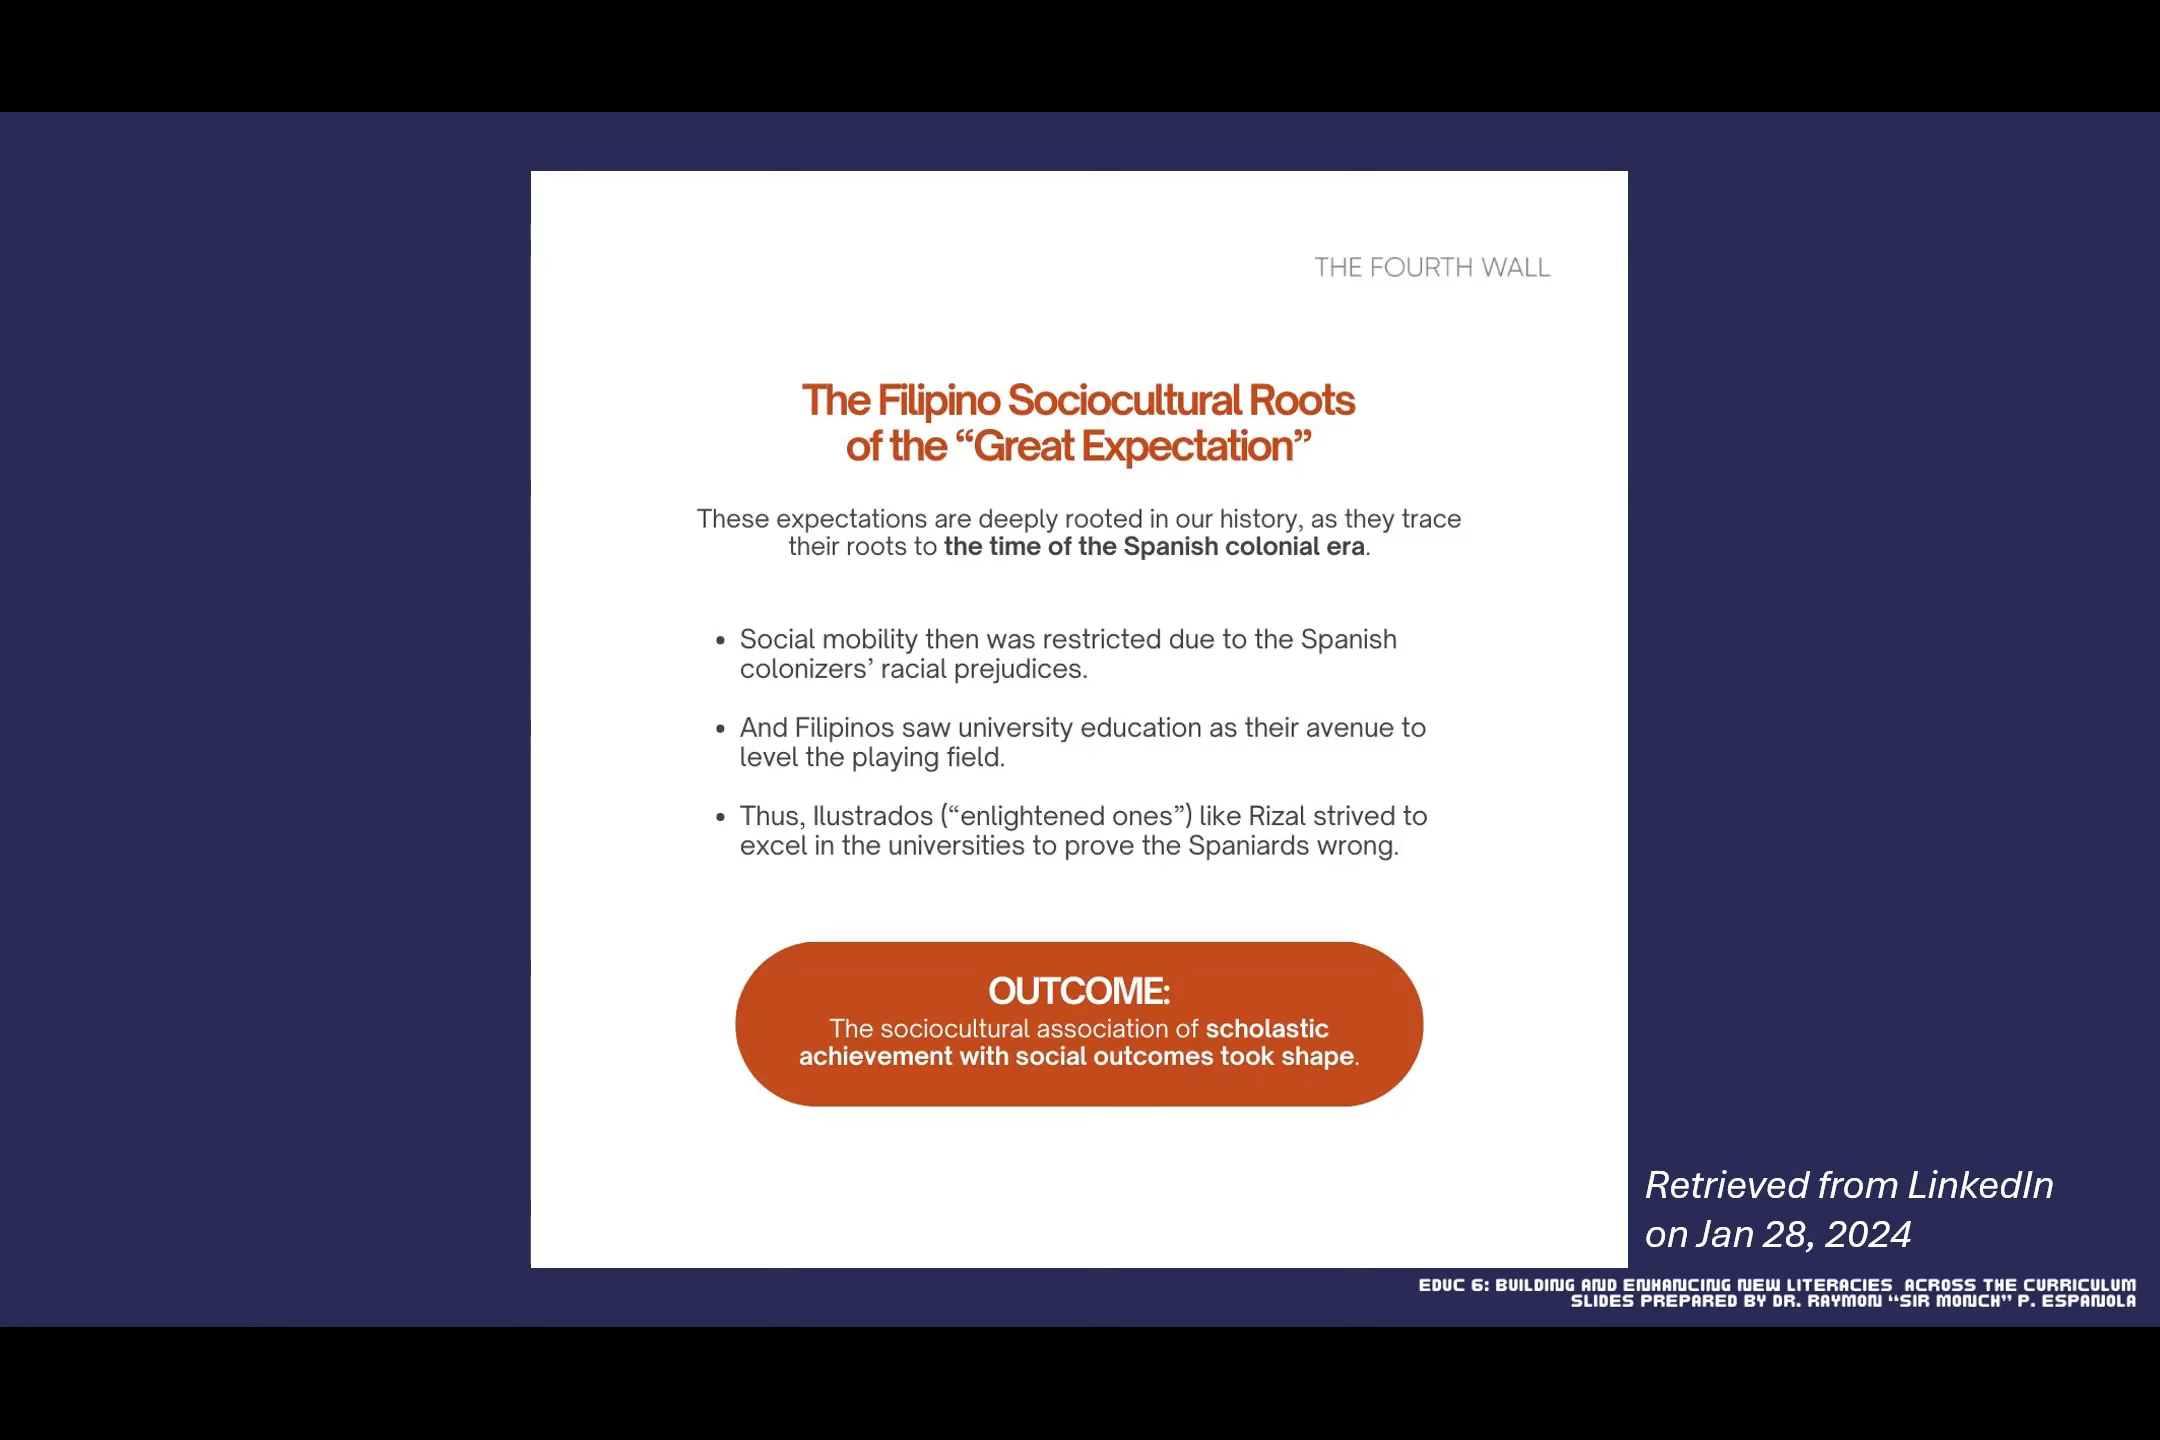 THE FOURTH WALL
The Filipino Sociocultural Roots
of the “Great Expectation”
These expectations are deeply rooted in our history, as they trace
their roots to the time of the Spanish colonial era.
• Social mobility then was restricted due to the Spanish
colonizers’ racial prejudices.
• And Filipinos saw university education as their avenue to
level the playing field.
• Thus, Ilustrados (“enlightened ones”) like Rizal strived to
excel in the universities to prove the Spaniards wrong.
OUTCOME:
The sociocultural association of scholastic
achievement with social outcomes took shape.
Retrieved from LinkedIn
on Jan 28, 2024
EDUC 6: BUILDING AND ENHANCING NEW LITERACIES ACROSS THE CURRICULUM
SLIDES PREPARED BY DR. RAYMON “SIR MONCH” P. ESPANOLA